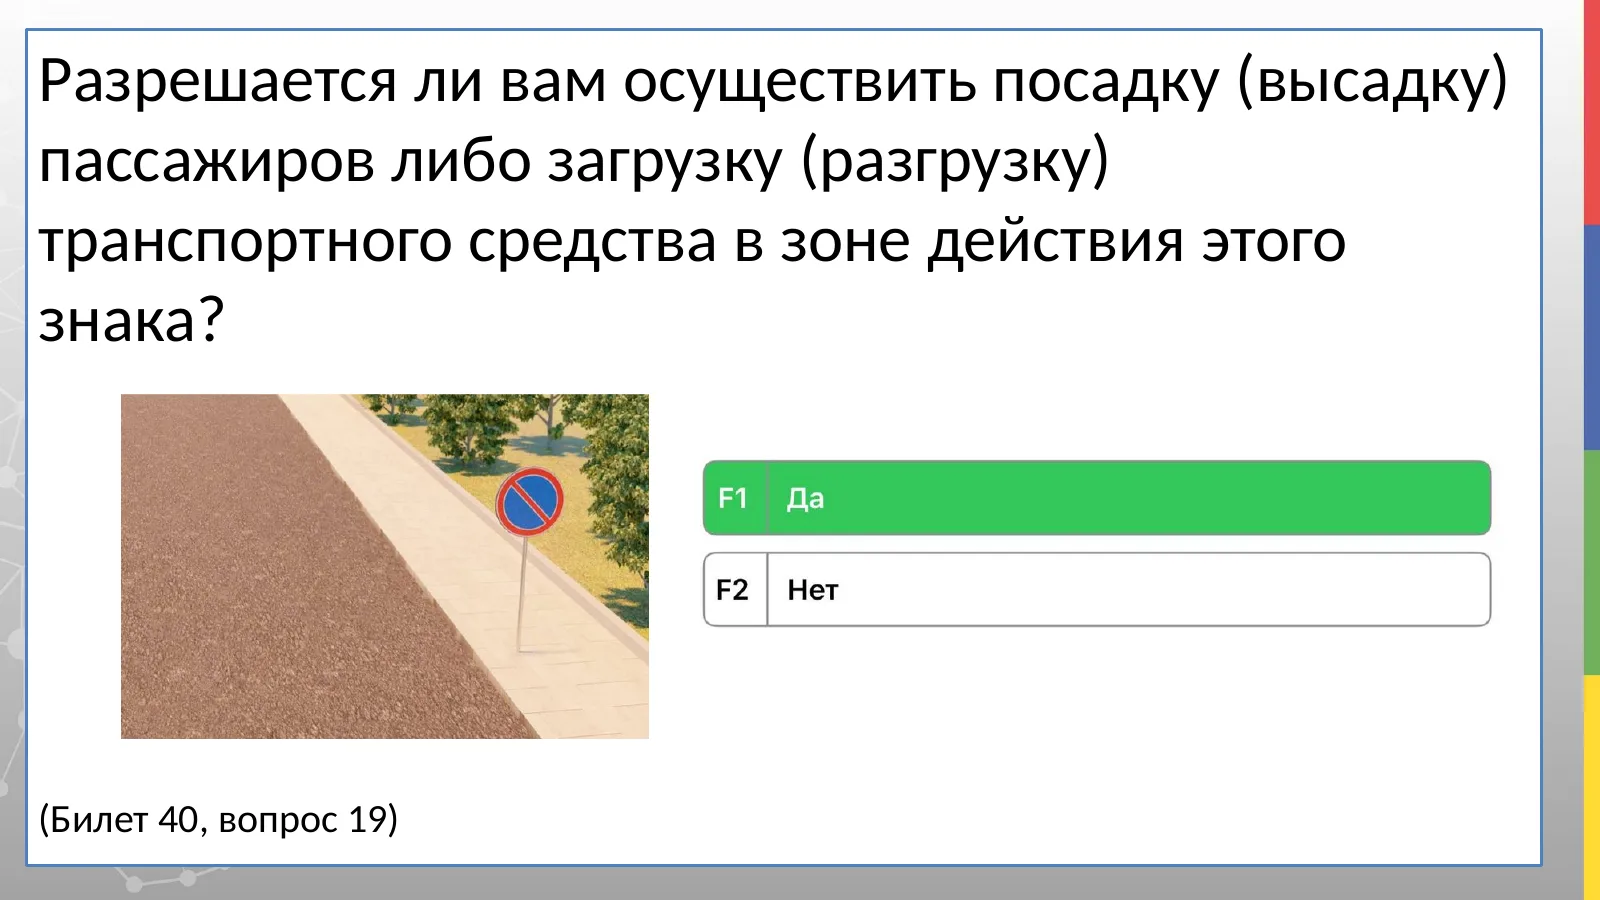 Разрешается ли вам осуществить посадку (высадку)
пассажиров либо загрузку (разгрузку)
транспортного средства в зоне действия этого
знака?
F1 Да
F2 Нет
(Билет 40, вопрос 19)